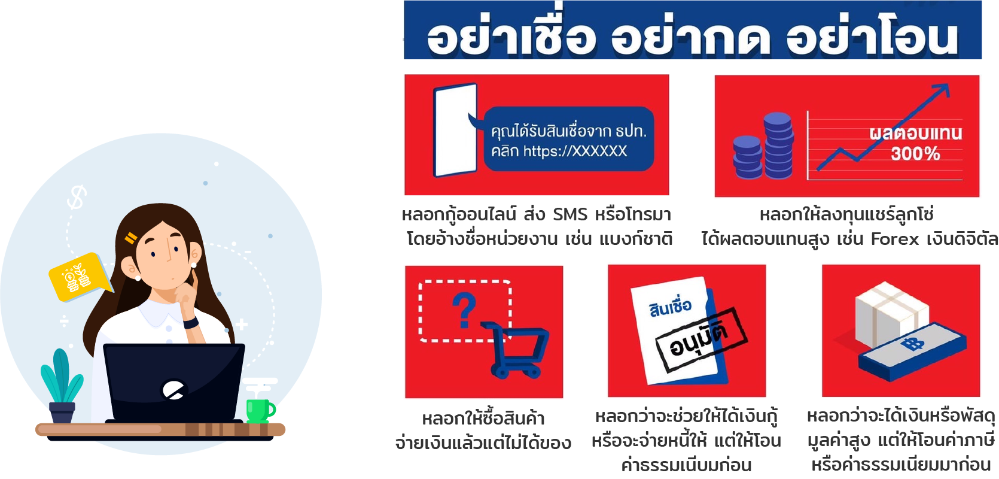 อย่าเชื่อ อย่ากด อย่าโอน
คุณได้รับสินเชื่อจาก ธปท.
คลิก https://XXXXXX
ผลตอบแทน
300%
หลอกกู้ออนไลน์ ส่ง SMS หรือโทรมา
โดยอ้างชื่อหน่วยงาน เช่น แบงก์ชาติ
หลอกให้ลงทุนแชร์ลูกโซ่
ได้ผลตอบแทนสูง เช่น Forex เงินดิจิตัล
?
สินเชื่อ
อนุมัติ
฿
หลอกให้ซื้อสินค้า
จ่ายเงินแล้วแต่ไม่ได้ของ
หลอกว่าจะช่วยให้ได้เงินกู้
หรือจะจ่ายหนี้ให้ แต่ให้โอน
ค่าธรรมเนีบมก่อน
หลอกว่าจะได้เงินหรือพัสดุ
มูลค่าสูง แต่ให้โอนค่าภาษี
หรือค่าธรรมเนียมมาก่อน